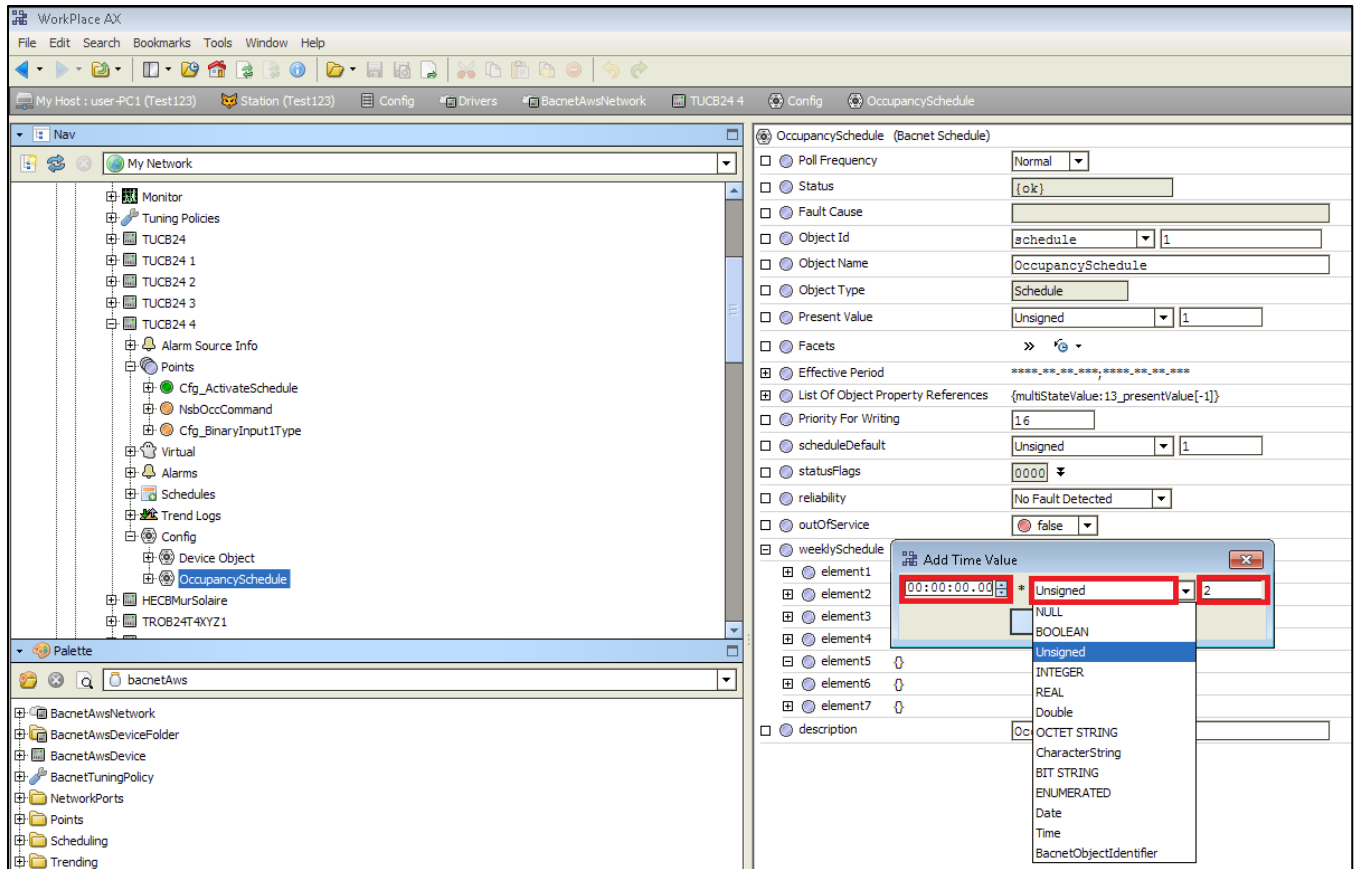 WorkPlace AX
File Edit Search Bookmarks Tools Window Help
My Host : user-PC1 (Test123) Station (Test123) Config Drivers BacnetAwsNetwork TUCB24 4 Config OccupancySchedule
Nav
My Network
Monitor
Tuning Policies
TUCB24
TUCB24 1
TUCB24 2
TUCB24 3
TUCB24 4
Alarm Source Info
Points
Cfg_ActivateSchedule
NsbOccCommand
Cfg_BinaryInput1Type
Virtual
Alarms
Schedules
Trend Logs
Config
Device Object
OccupancySchedule
HECBMurSolaire
TROB24T4XYZ1
Palette
bacnetAws
BacnetAwsNetwork
BacnetAwsDeviceFolder
BacnetAwsDevice
BacnetTuningPolicy
NetworkPorts
Points
Scheduling
Trending
OccupancySchedule (Bacnet Schedule)
Poll Frequency Normal
Status {ok}
Fault Cause
Object Id schedule 1
Object Name OccupancySchedule
Object Type Schedule
Present Value Unsigned 1
Facets »
Effective Period ****-**-**-***;****-**-**-***
List Of Object Property References {multiStateValue:13_presentValue[-1]}
Priority For Writing 16
scheduleDefault Unsigned 1
statusFlags 0000
reliability No Fault Detected
outOfService false
weeklySchedule
element1
element2
element3
element4
element5 {}
element6 {}
element7 {}
description
Add Time Value
00:00:00.00 * Unsigned 2
NULL
BOOLEAN
Unsigned
INTEGER
REAL
Double
OCTET STRING
CharacterString
BIT STRING
ENUMERATED
Date
Time
BacnetObjectIdentifier